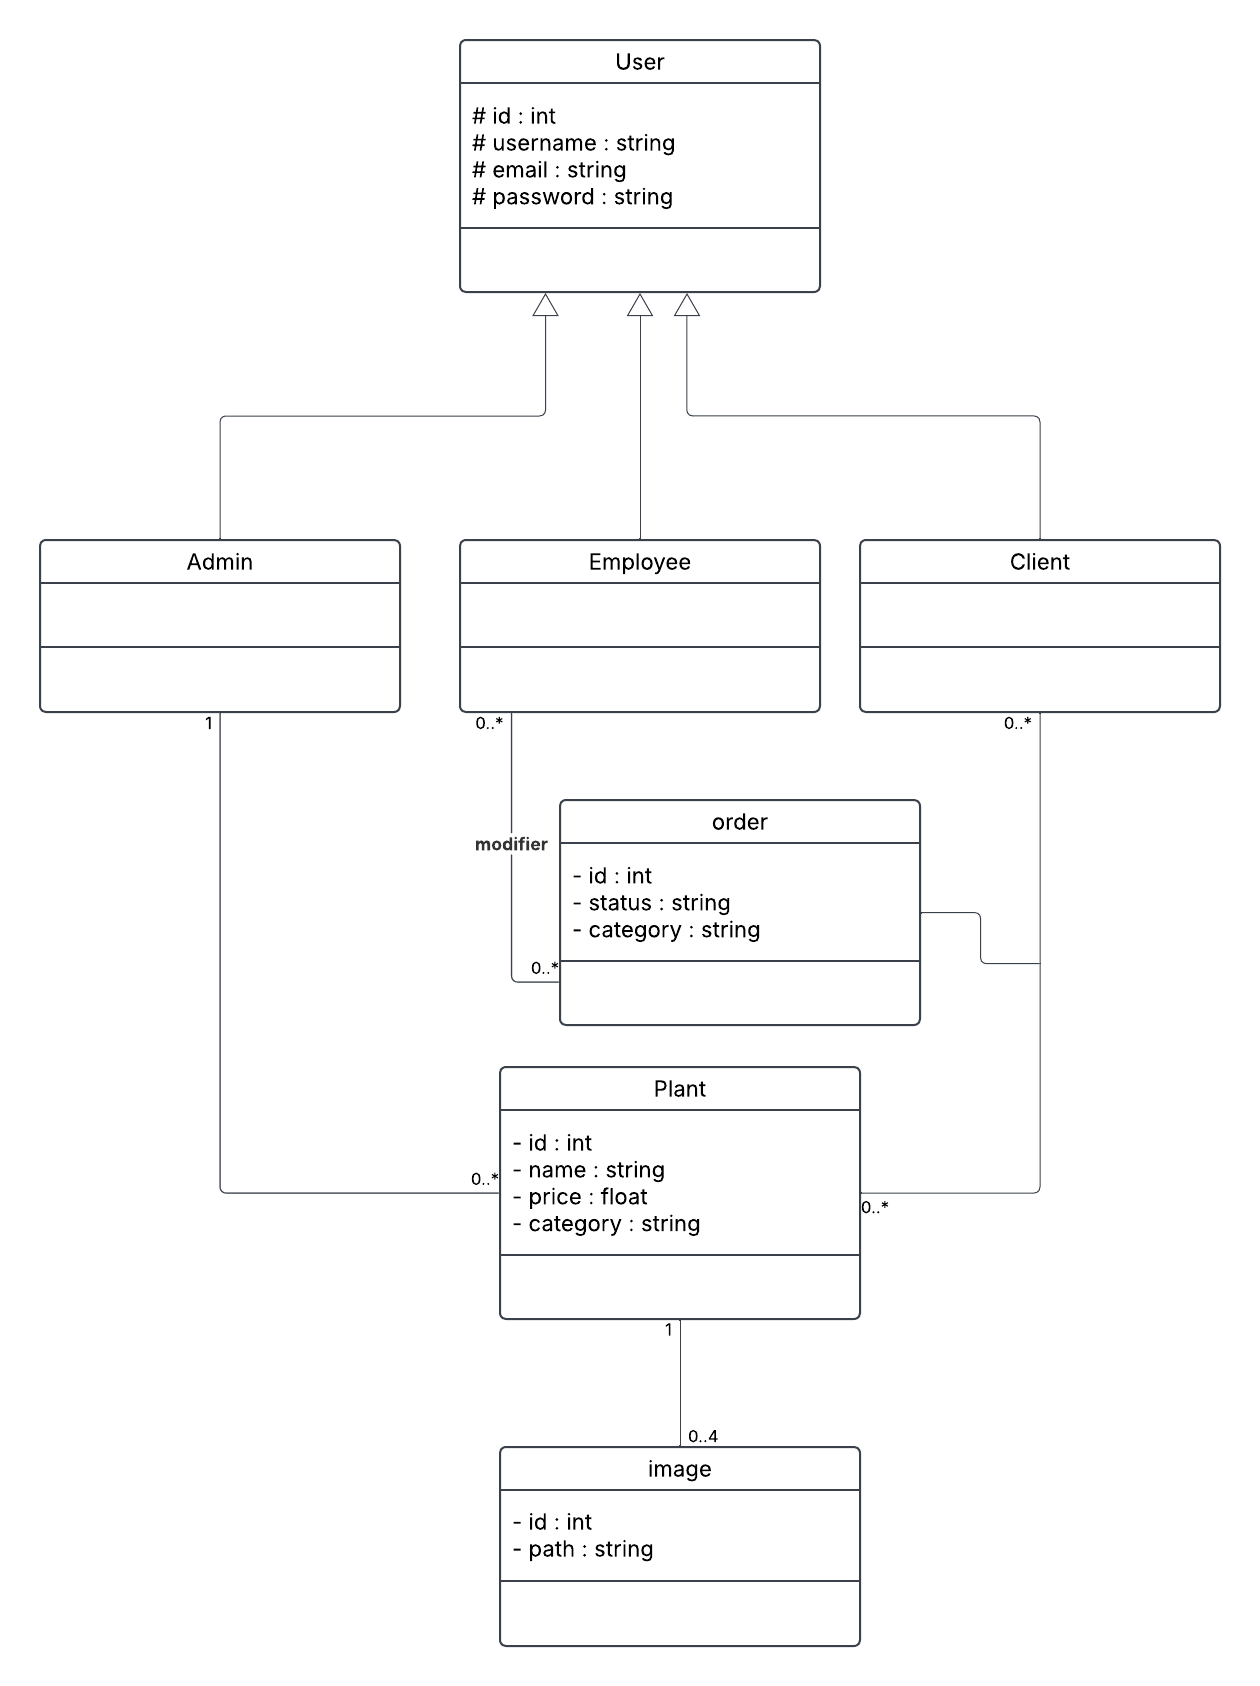 User
# id : int
# username : string
# email : string
# password : string
Admin
Employee
Client
1
0..*
0..*
order
modifier
- id : int
- status : string
- category : string
0..*
Plant
- id : int
- name : string
- price : float
- category : string
0..*
0..*
1
0..4
image
- id : int
- path : string